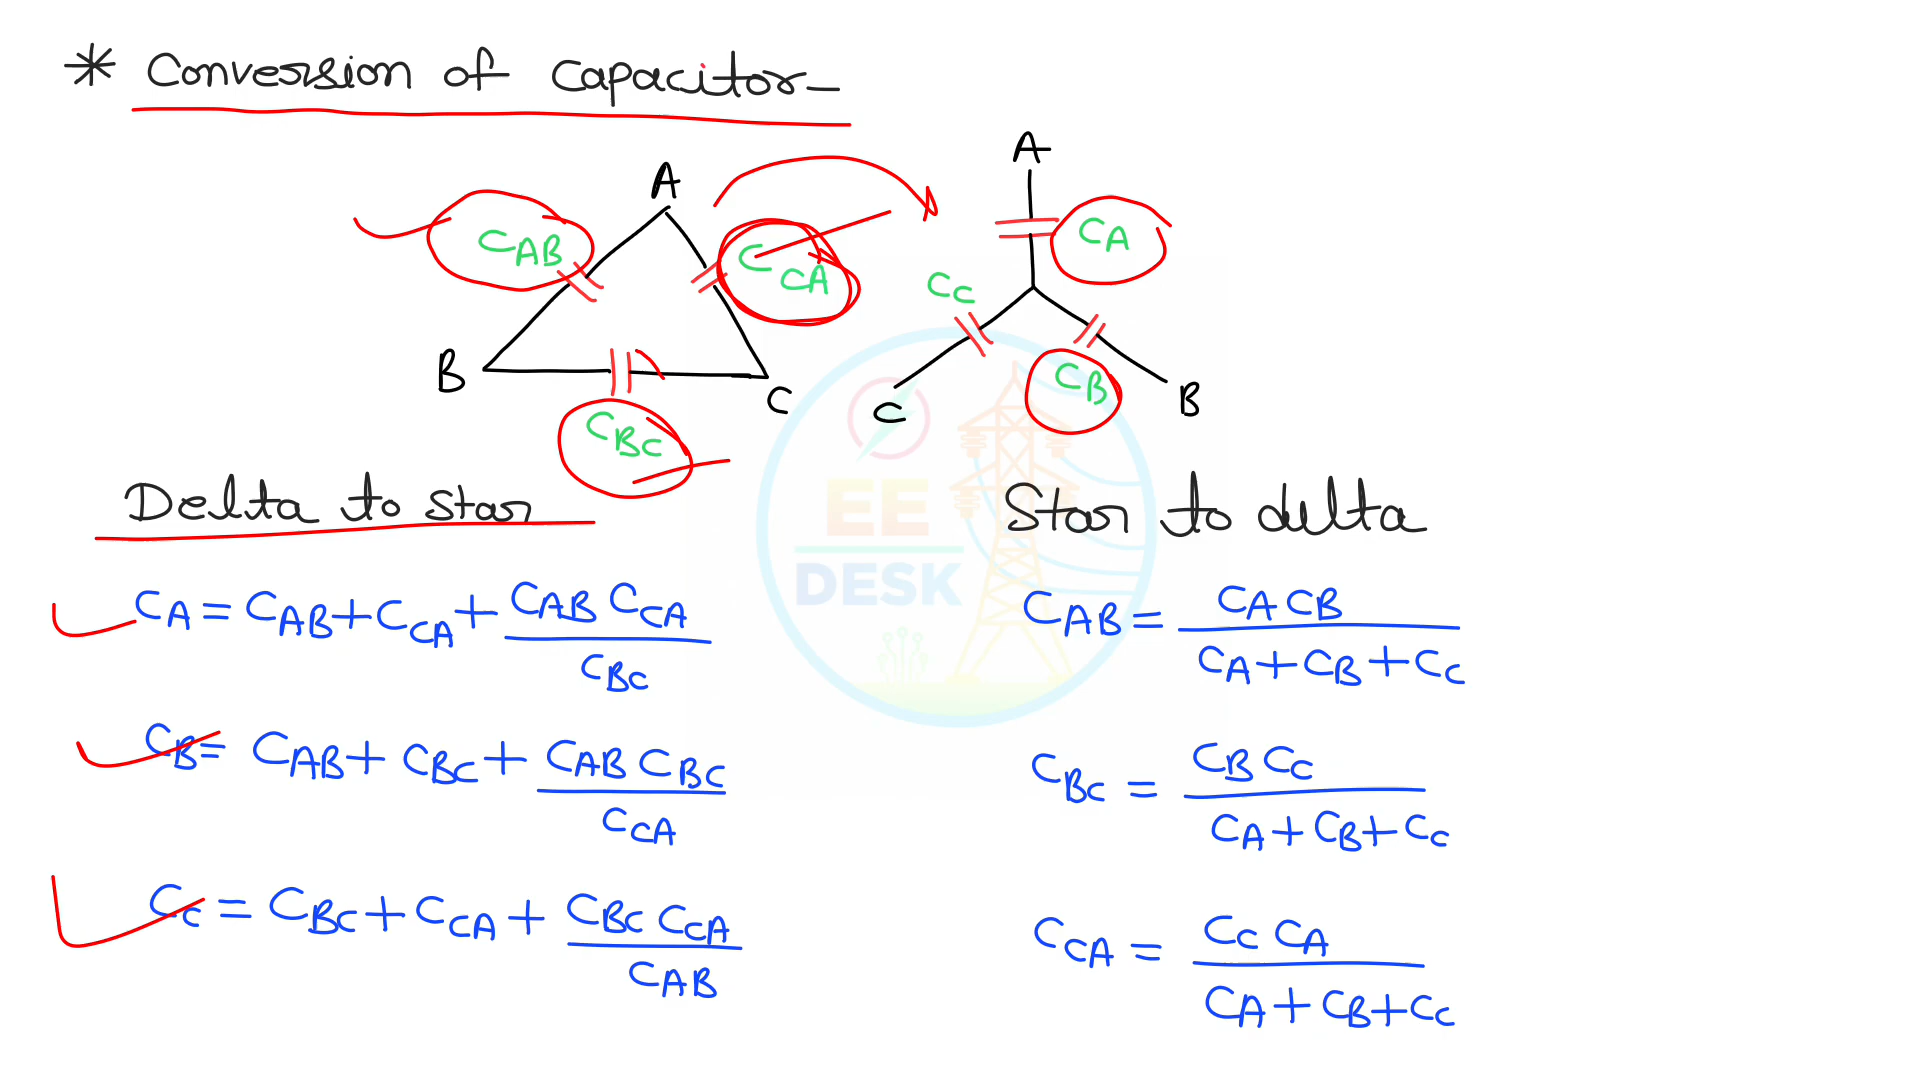 * Conversion of Capacitor-
A
CAB
CCA
B
C
CBC
A
CA
CC
CB
C
B
EE
DESK
Delta to star
CA = CAB + CCA + CAB CCA / CBC
CB = CAB + CBC + CAB CBC / CCA
CC = CBC + CCA + CBC CCA / CAB
Star to delta
CAB = CA CB / CA + CB + CC
CBC = CB CC / CA + CB + CC
CCA = CC CA / CA + CB + CC